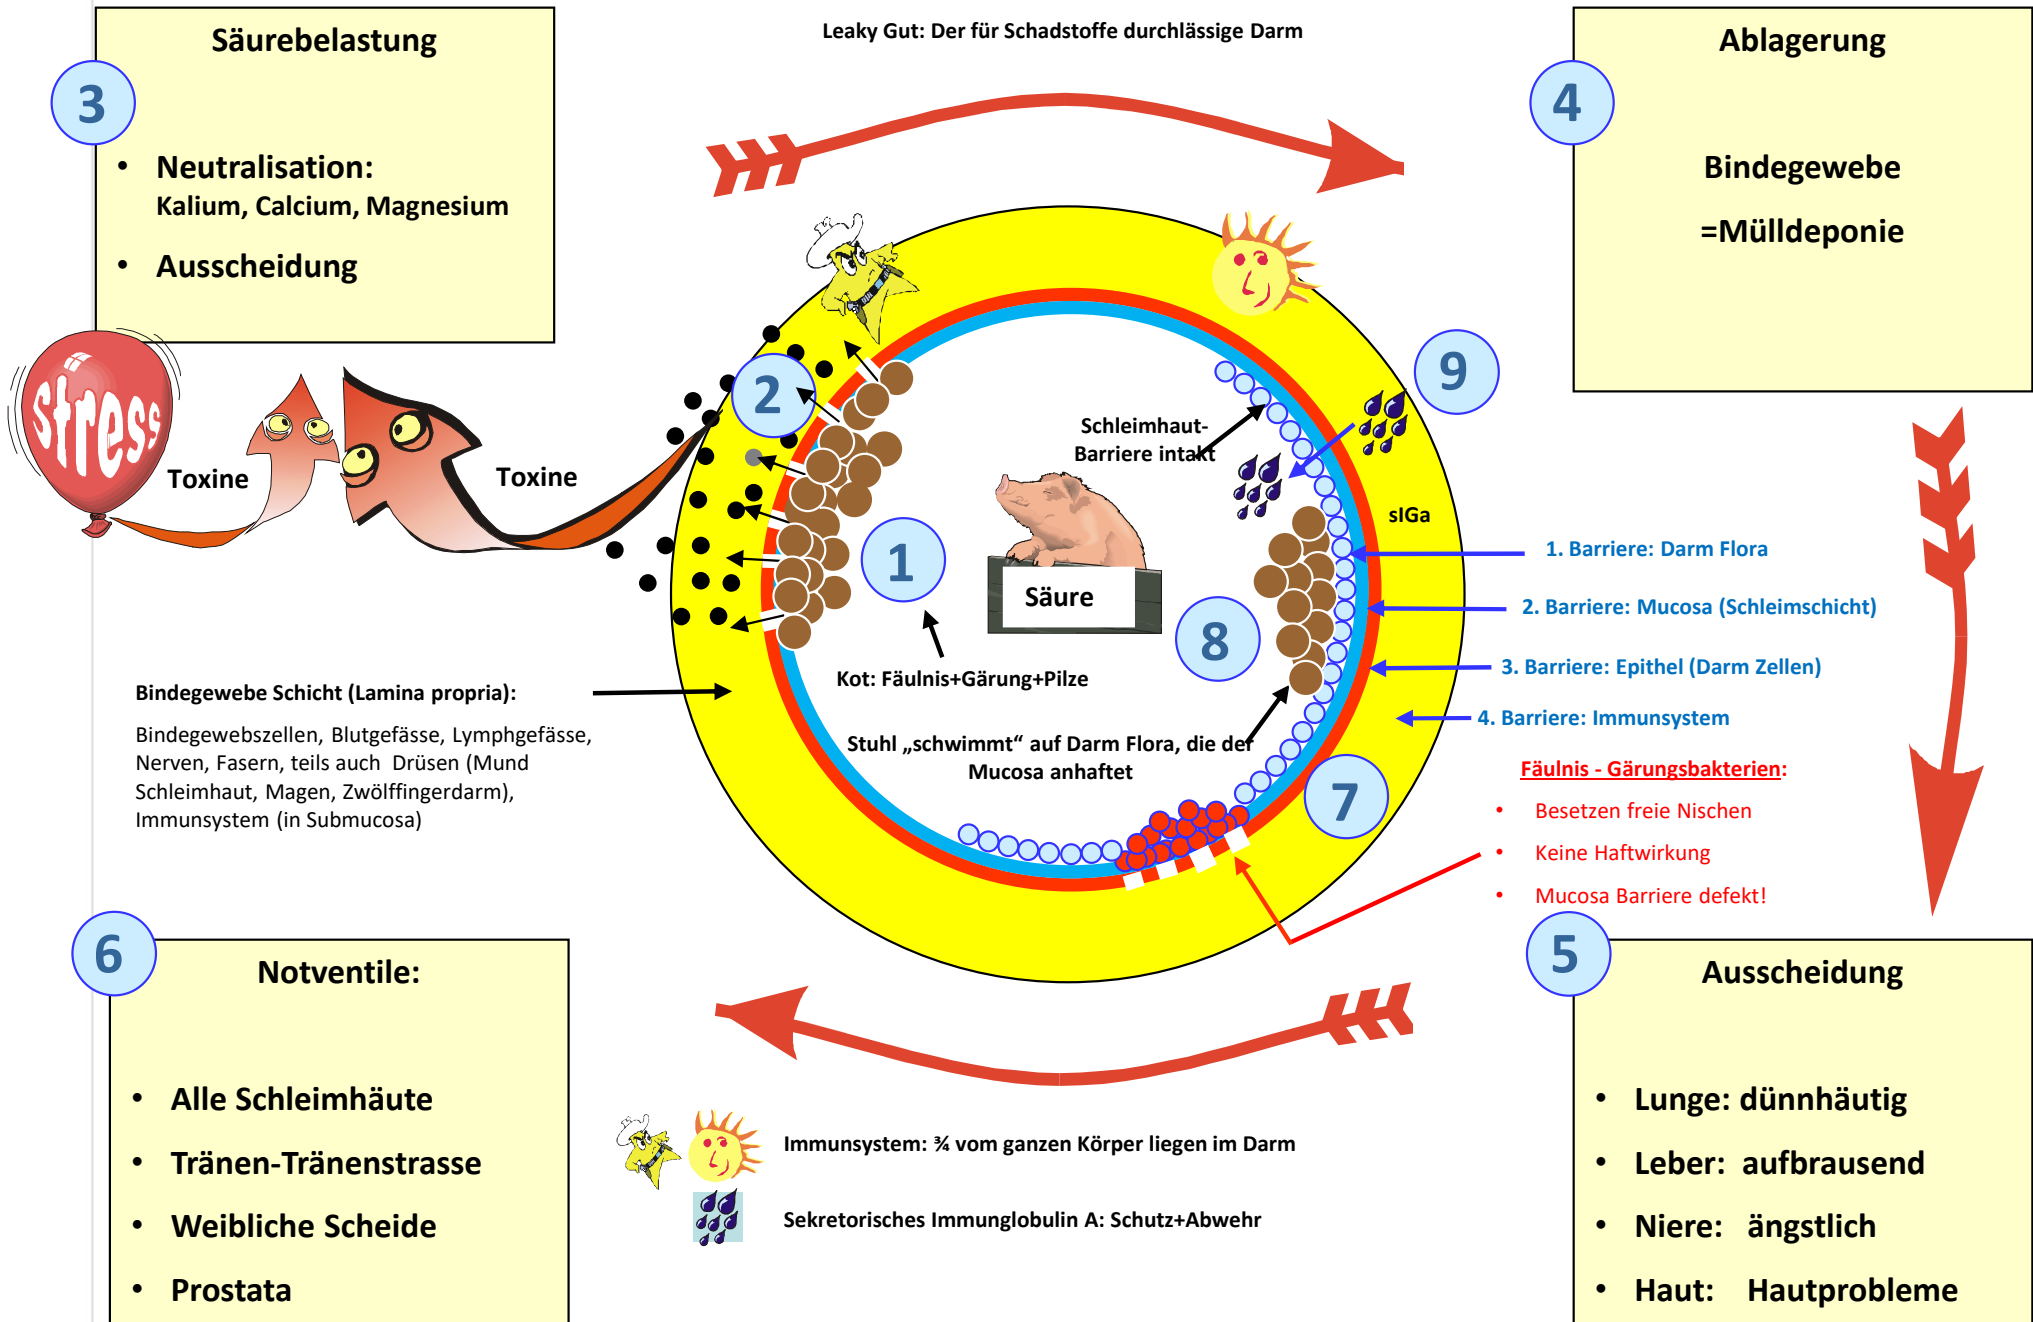 Leaky Gut: Der für Schadstoffe durchlässige Darm
3
Säurebelastung
• Neutralisation:
Kalium, Calcium, Magnesium
• Ausscheidung
4
Ablagerung
Bindegewebe
=Mülldeponie
stress
Toxine
Toxine
2
1
Kot: Fäulnis+Gärung+Pilze
Schleimhaut-
Barriere intakt
Säure
9
sIGa
8
Stuhl „schwimmt“ auf Darm Flora, die der
Mucosa anhaftet
7
1. Barriere: Darm Flora
2. Barriere: Mucosa (Schleimschicht)
3. Barriere: Epithel (Darm Zellen)
4. Barriere: Immunsystem
Fäulnis - Gärungsbakterien:
• Besetzen freie Nischen
• Keine Haftwirkung
• Mucosa Barriere defekt!
Bindegewebe Schicht (Lamina propria):
Bindegewebszellen, Blutgefässe, Lymphgefässe,
Nerven, Fasern, teils auch Drüsen (Mund
Schleimhaut, Magen, Zwölffingerdarm),
Immunsystem (in Submucosa)
6
Notventile:
• Alle Schleimhäute
• Tränen-Tränenstrasse
• Weibliche Scheide
• Prostata
Immunsystem: ¾ vom ganzen Körper liegen im Darm
Sekretorisches Immunglobulin A: Schutz+Abwehr
5
Ausscheidung
• Lunge: dünnhäutig
• Leber: aufbrausend
• Niere: ängstlich
• Haut: Hautprobleme